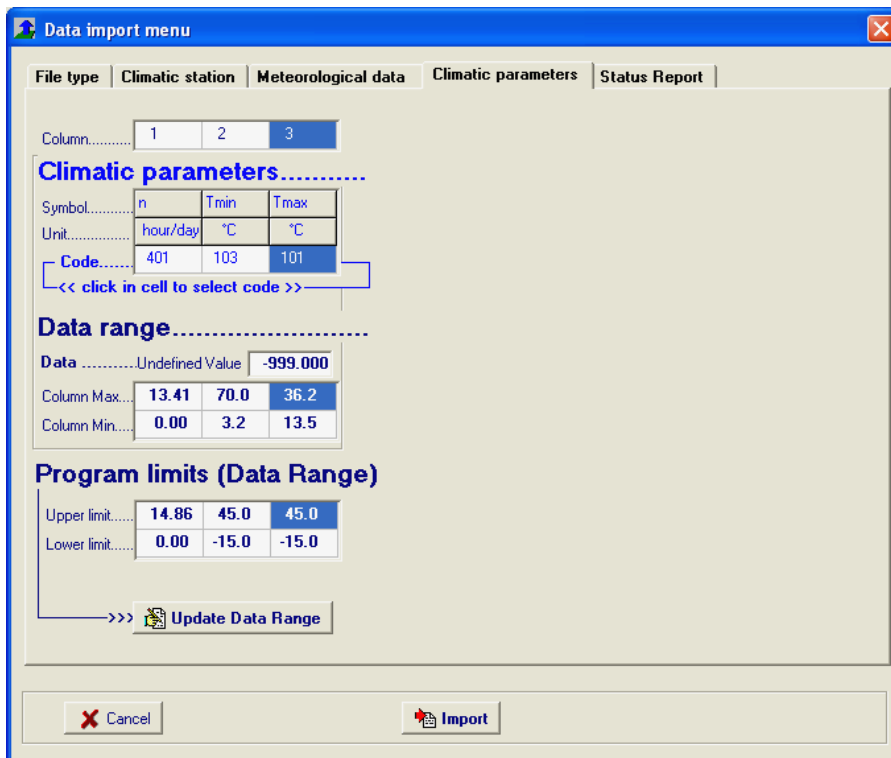 Data import menu
File type Climatic station Meteorological data Climatic parameters Status Report
Column........... 1 2 3
Climatic parameters...........
Symbol........... n Tmin Tmax
Unit............... hour/day °C °C
Code....... 401 103 101
<< click in cell to select code >>
Data range.........................
Data ...........Undefined Value -999.000
Column Max.... 13.41 70.0 36.2
Column Min..... 0.00 3.2 13.5
Program limits (Data Range)
Upper limit...... 14.86 45.0 45.0
Lower limit...... 0.00 -15.0 -15.0
>>> Update Data Range
Cancel Import